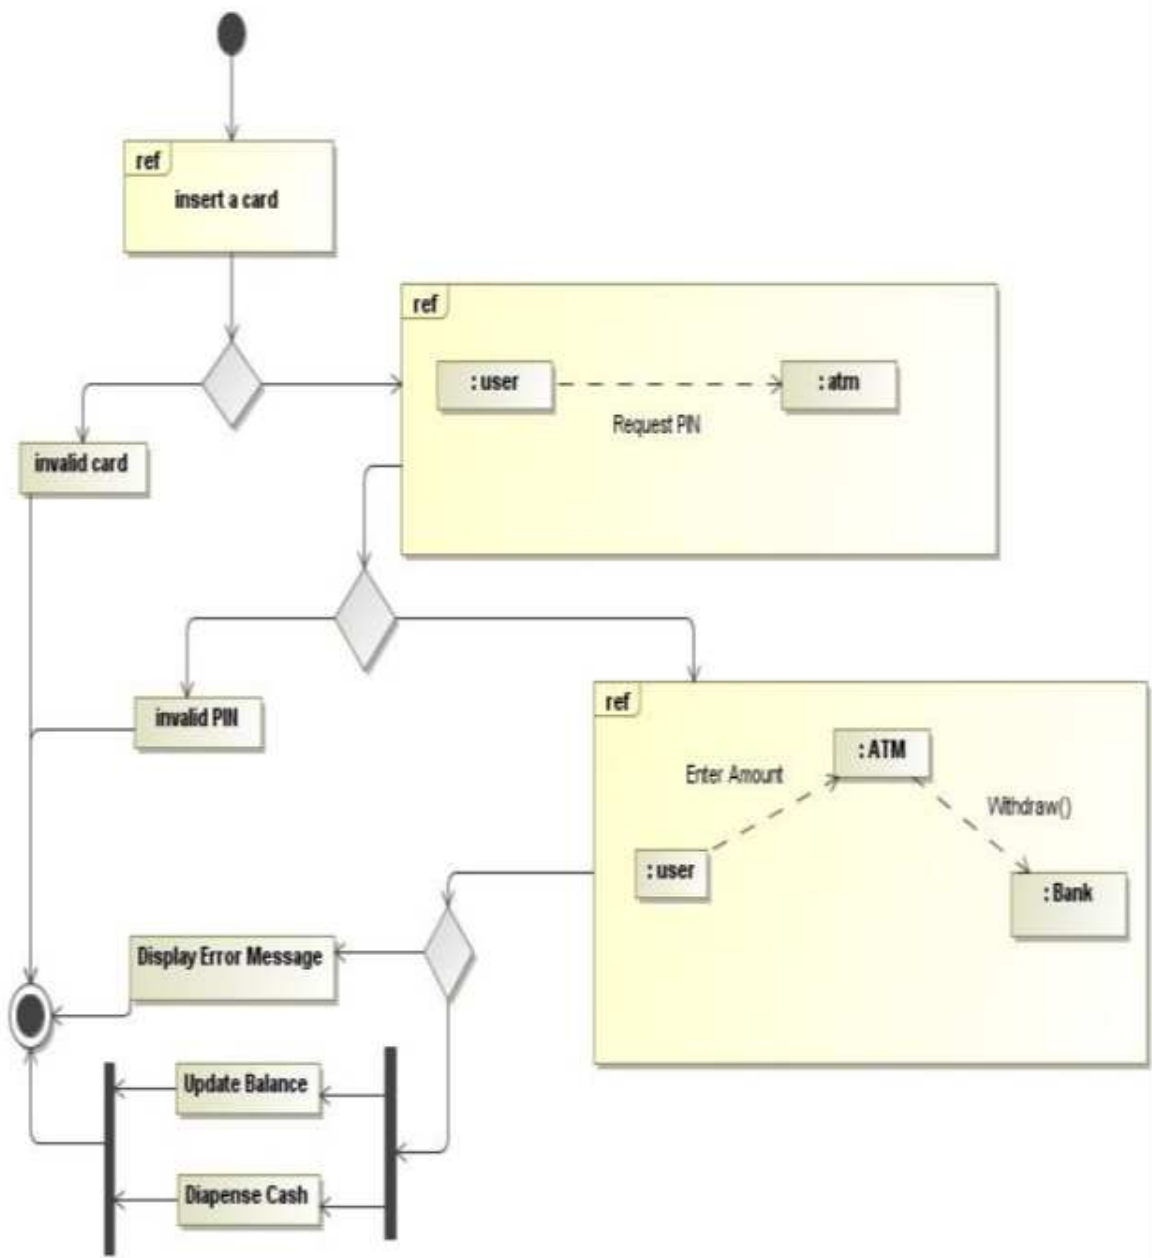 ref
insert a card
ref
: user
: atm
Request PIN
invalid card
invalid PIN
ref
: ATM
Enter Amount
Withdraw()
: user
: Bank
Display Error Message
Update Balance
Diapense Cash